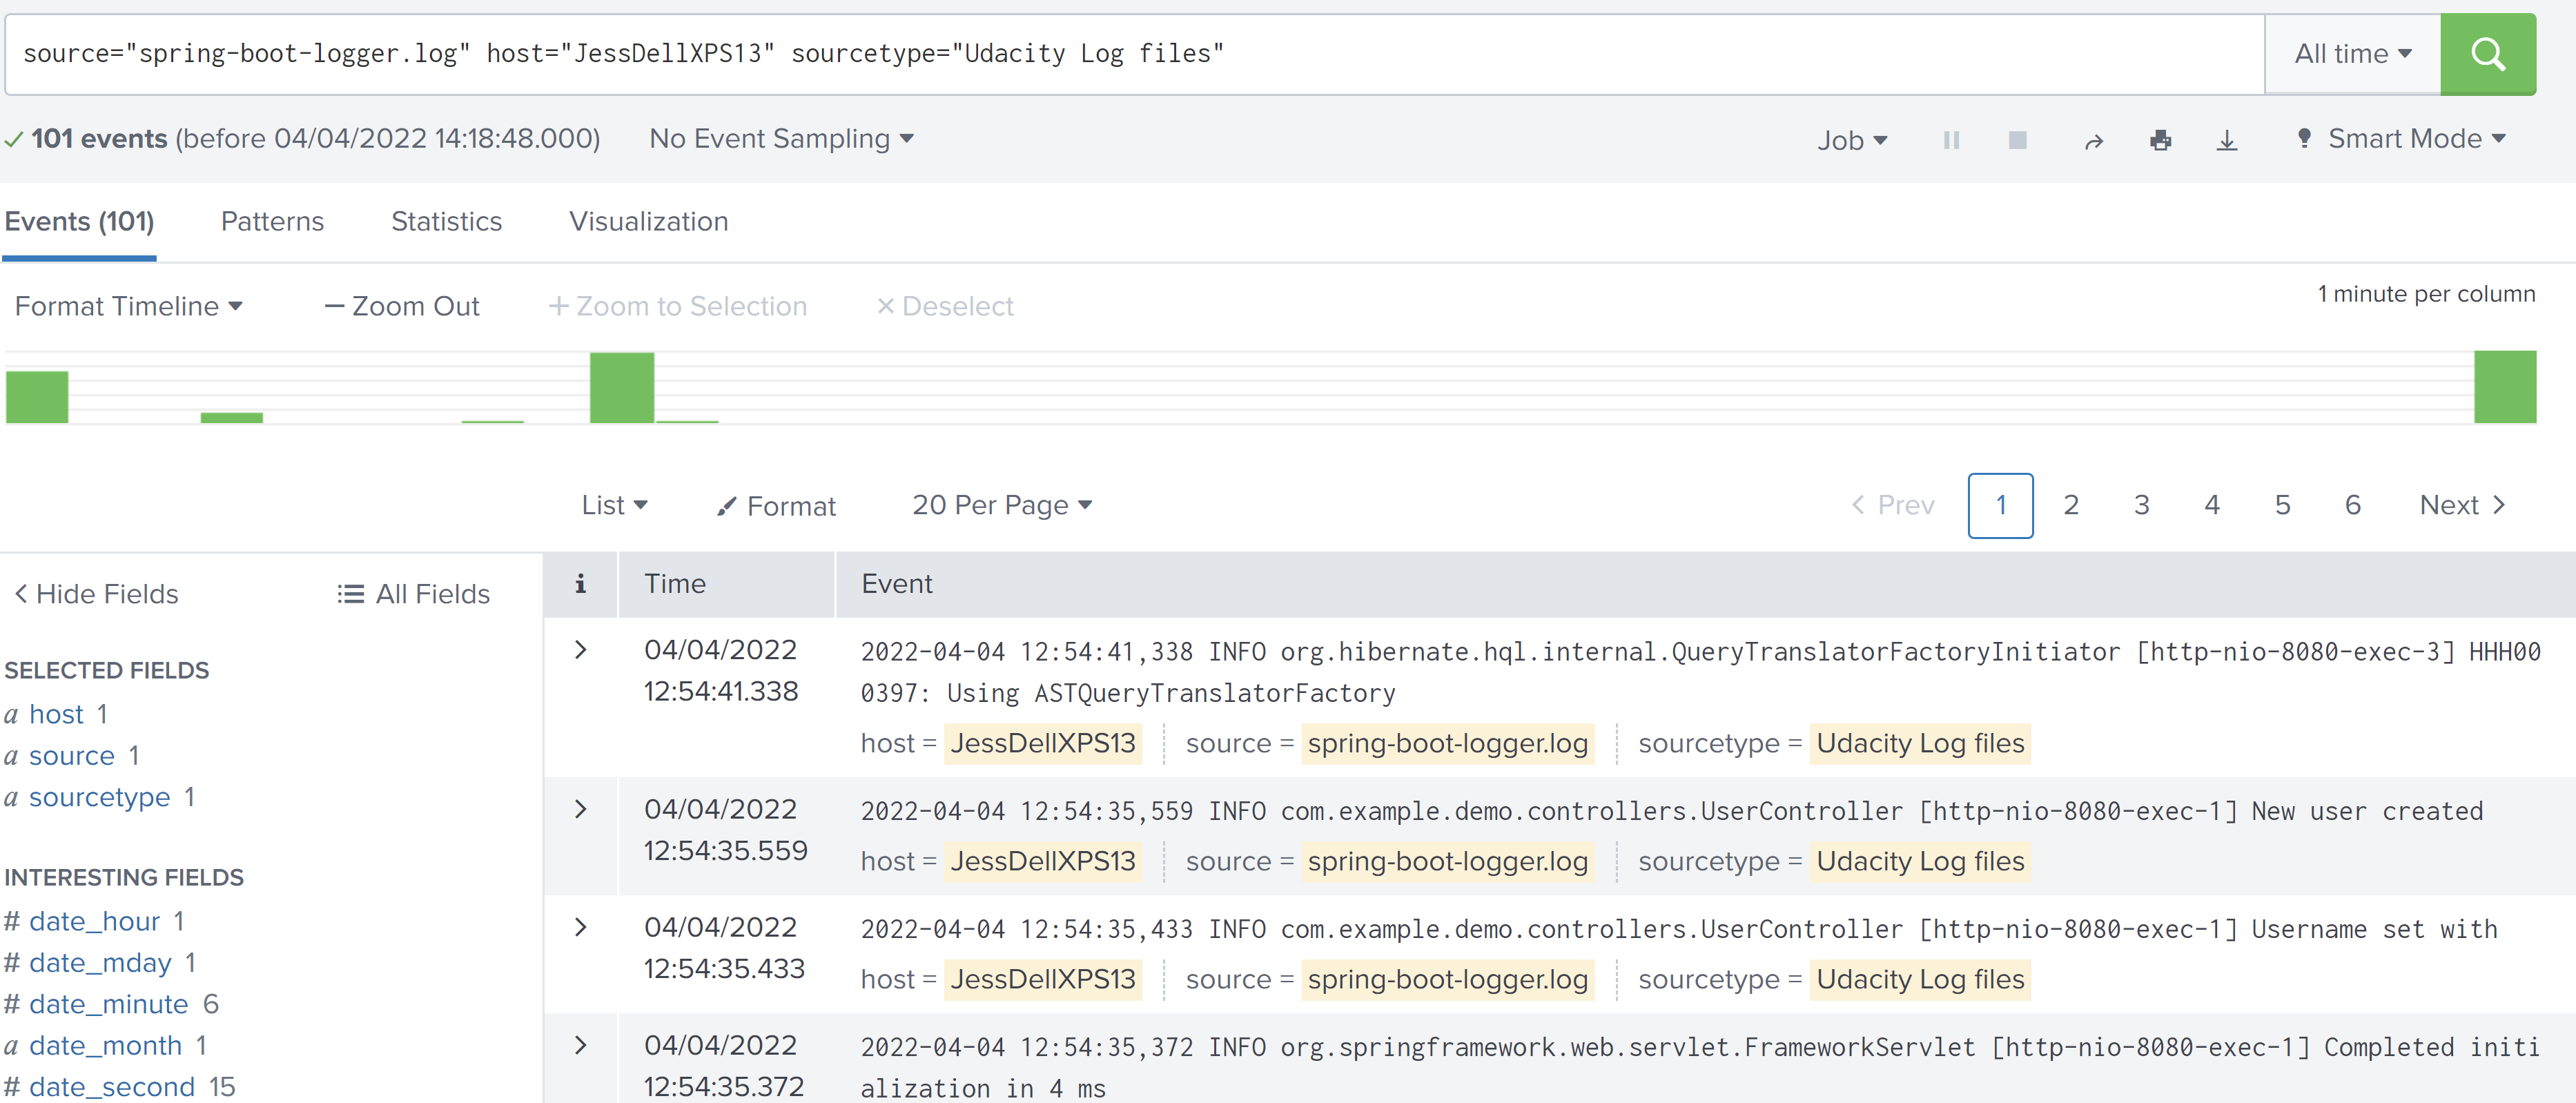 source="spring-boot-logger.log" host="JessDellXPS13" sourcetype="Udacity Log files"
All time
101 events (before 04/04/2022 14:18:48.000) No Event Sampling
Job
Smart Mode
Events (101) Patterns Statistics Visualization
Format Timeline
— Zoom Out
+ Zoom to Selection
× Deselect
1 minute per column
List
Format
20 Per Page
< Prev 1 2 3 4 5 6 Next >
< Hide Fields
All Fields
SELECTED FIELDS
a host 1
a source 1
a sourcetype 1
INTERESTING FIELDS
# date_hour 1
# date_mday 1
# date_minute 6
a date_month 1
# date_second 15
i Time Event
> 04/04/2022
12:54:41.338
2022-04-04 12:54:41,338 INFO org.hibernate.hql.internal.QueryTranslatorFactoryInitiator [http-nio-8080-exec-3] HHH00
0397: Using ASTQueryTranslatorFactory
host = JessDellXPS13 source = spring-boot-logger.log sourcetype = Udacity Log files
> 04/04/2022
12:54:35.559
2022-04-04 12:54:35,559 INFO com.example.demo.controllers.UserController [http-nio-8080-exec-1] New user created
host = JessDellXPS13 source = spring-boot-logger.log sourcetype = Udacity Log files
> 04/04/2022
12:54:35.433
2022-04-04 12:54:35,433 INFO com.example.demo.controllers.UserController [http-nio-8080-exec-1] Username set with
host = JessDellXPS13 source = spring-boot-logger.log sourcetype = Udacity Log files
> 04/04/2022
12:54:35.372
2022-04-04 12:54:35,372 INFO org.springframework.web.servlet.FrameworkServlet [http-nio-8080-exec-1] Completed initi
alization in 4 ms